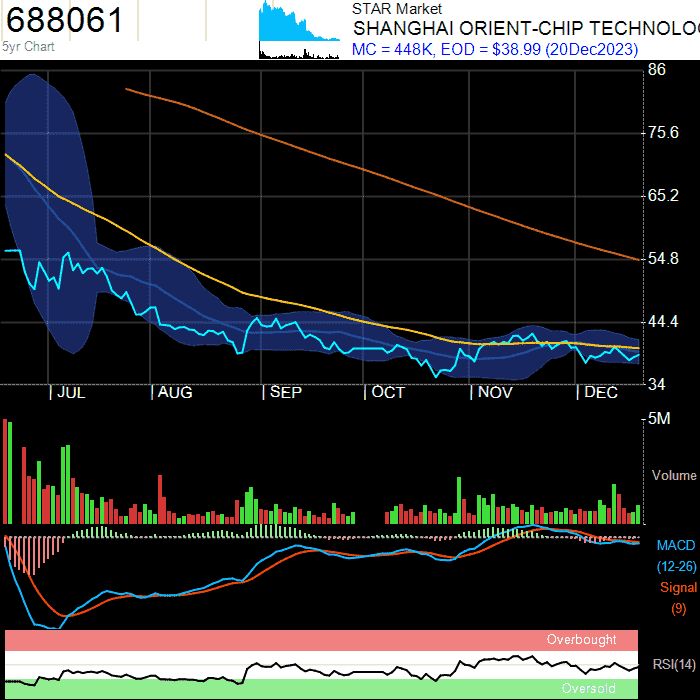 688061
5yr Chart
STAR Market
SHANGHAI ORIENT-CHIP TECHNOLO
MC = 448K, EOD = $38.99 (20Dec2023)
86
75.6
65.2
54.8
44.4
34
JUL AUG SEP OCT NOV DEC
5M
Volume
MACD
(12-26)
Signal
(9)
Overbought
RSI(14)
Oversold